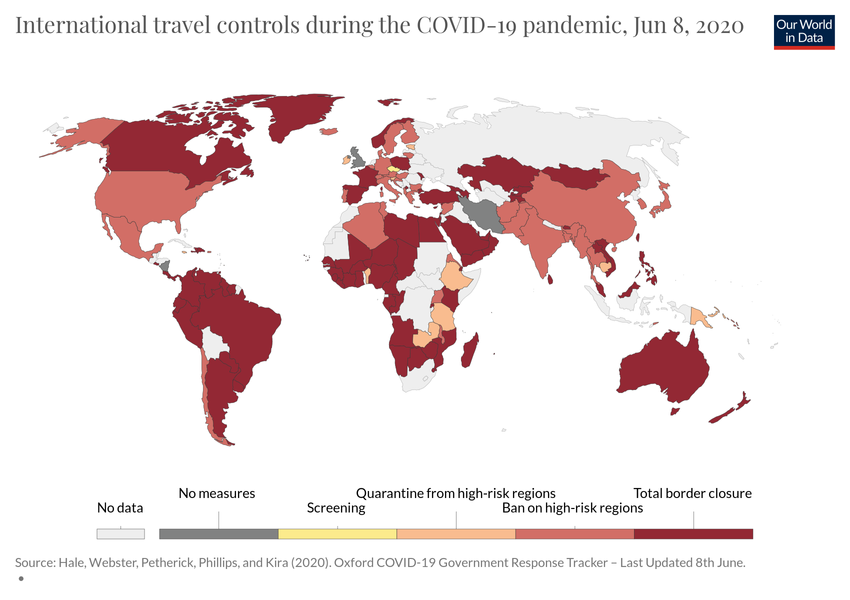 International travel controls during the COVID-19 pandemic, Jun 8, 2020
Our World
in Data
No measures
Quarantine from high-risk regions
Total border closure
No data
Screening
Ban on high-risk regions
Source: Hale, Webster, Petherick, Phillips, and Kira (2020). Oxford COVID-19 Government Response Tracker – Last Updated 8th June.